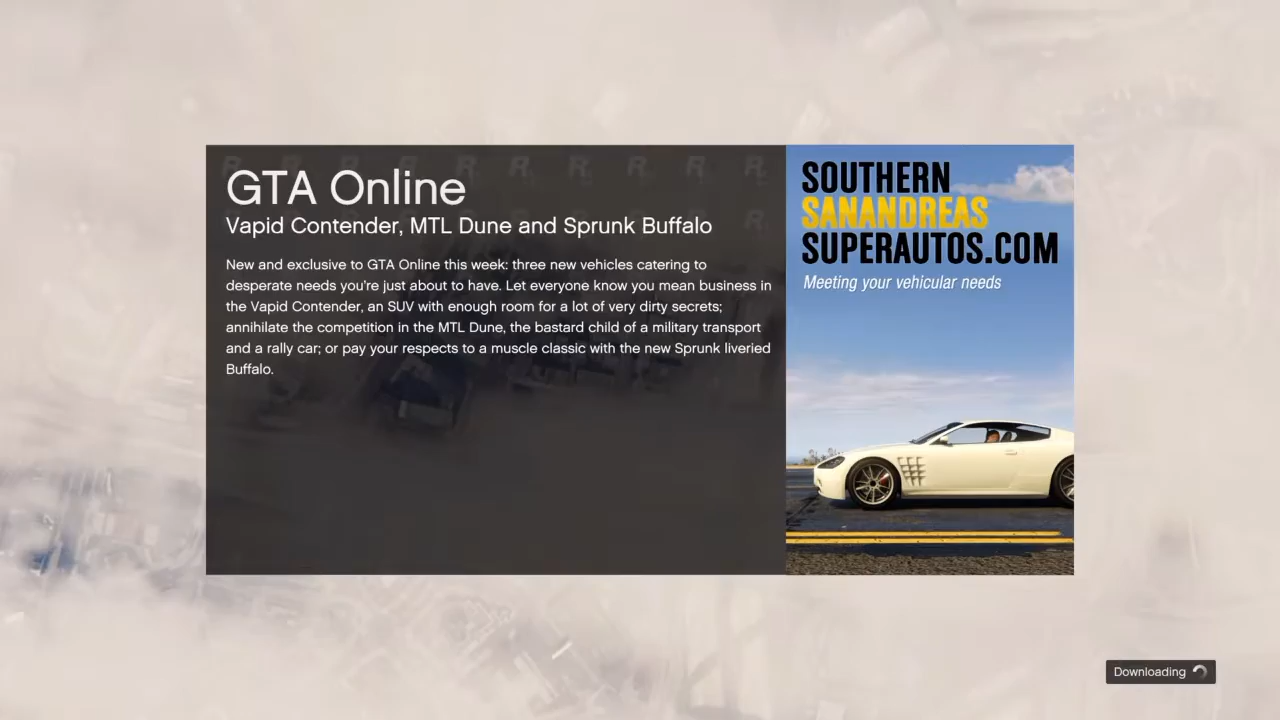 GTA Online
Vapid Contender, MTL Dune and Sprunk Buffalo
New and exclusive to GTA Online this week: three new vehicles catering to
desperate needs you're just about to have. Let everyone know you mean business in
the Vapid Contender, an SUV with enough room for a lot of very dirty secrets;
annihilate the competition in the MTL Dune, the bastard child of a military transport
and a rally car; or pay your respects to a muscle classic with the new Sprunk liveried
Buffalo.
SOUTHERN
SANANDREAS
SUPERAUTOS.COM
Meeting your vehicular needs
Downloading